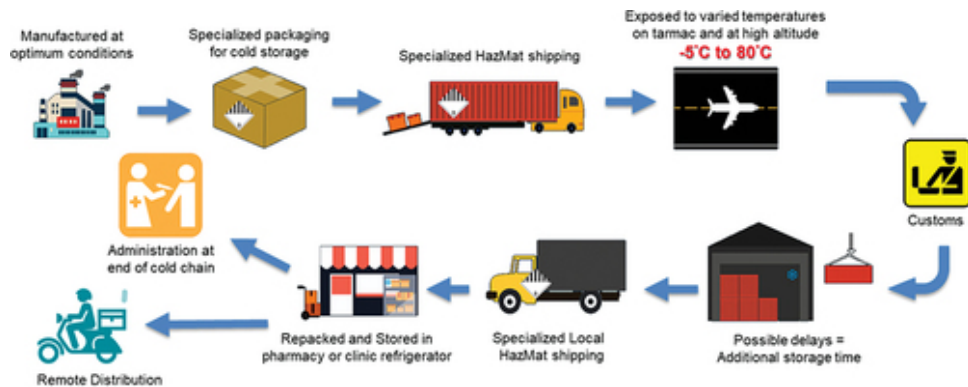 Manufactured at
optimum conditions
Specialized packaging
for cold storage
Specialized HazMat shipping
Exposed to varied temperatures
on tarmac and at high altitude
-5°C to 80°C
Customs
Possible delays =
Additional storage time
Specialized Local
HazMat shipping
Repacked and Stored in
pharmacy or clinic refrigerator
Administration at
end of cold chain
Remote Distribution